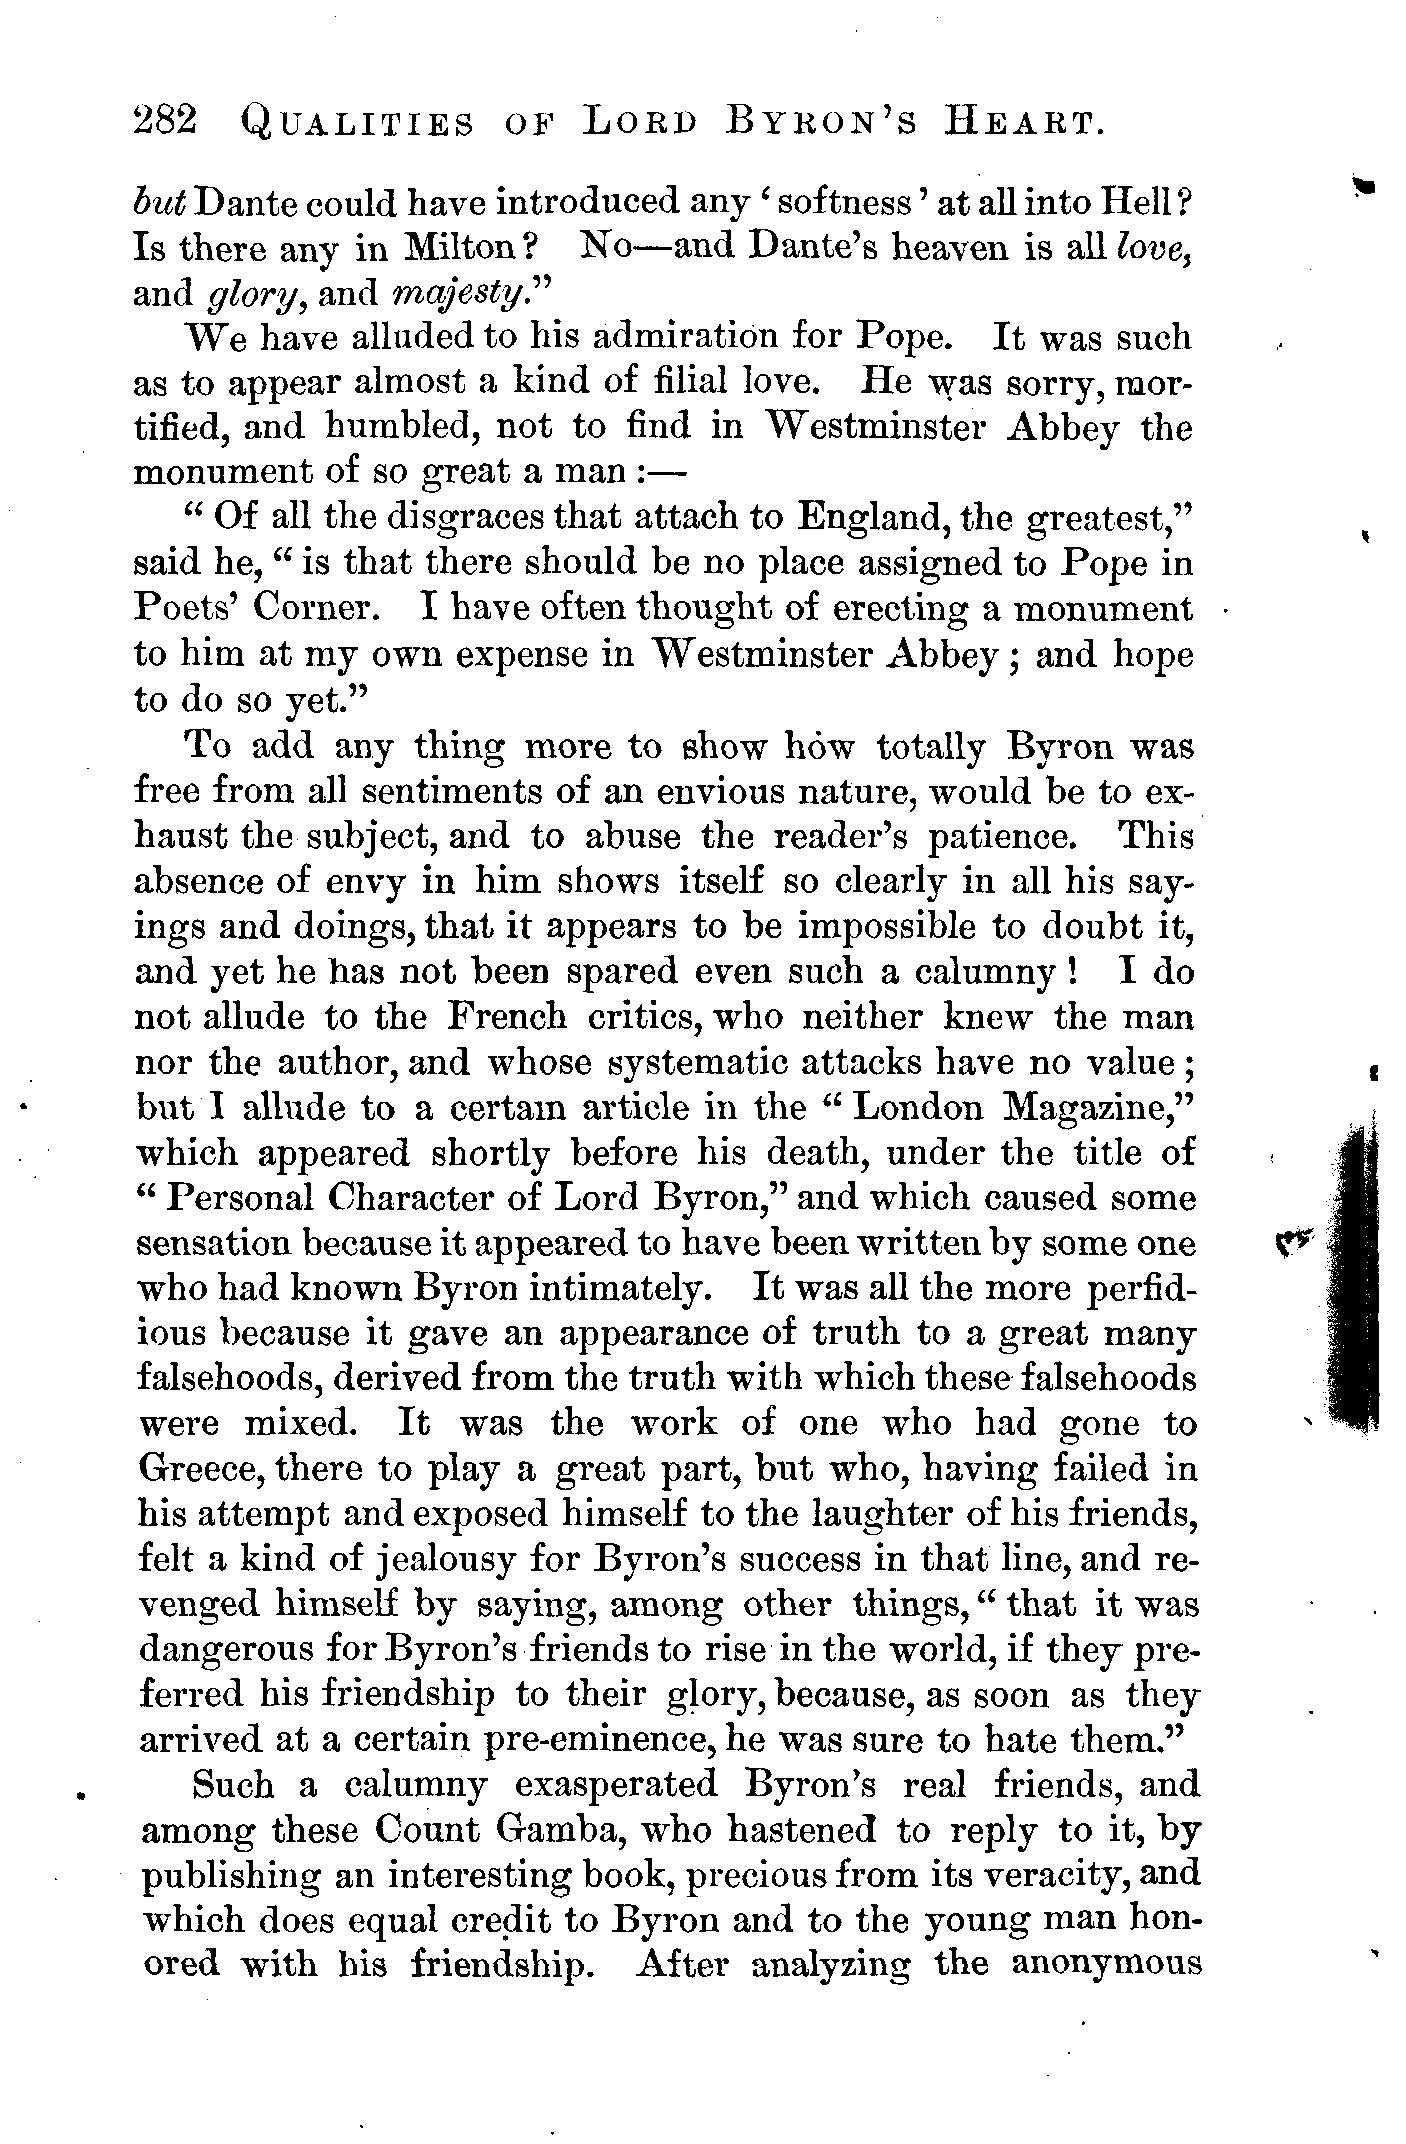 282 QUALITIES OF LORD BYRON'S HEART.
but Dante could have introduced any ‘softness’ at all into Hell?
Is there any in Milton? No—and Dante's heaven is all love,
and glory, and majesty.”
We have alluded to his admiration for Pope. It was such
as to appear almost a kind of filial love. He was sorry, mor-
tified, and humbled, not to find in Westminster Abbey the
monument of so great a man :—
“Of all the disgraces that attach to England, the greatest,”
said he, “is that there should be no place assigned to Pope in
Poets' Corner. I have often thought of erecting a monument
to him at my own expense in Westminster Abbey; and hope
to do so yet.”
To add any thing more to show how totally Byron was
free from all sentiments of an envious nature, would be to ex-
haust the subject, and to abuse the reader's patience. This
absence of envy in him shows itself so clearly in all his say-
ings and doings, that it appears to be impossible to doubt it,
and yet he has not been spared even such a calumny! I do
not allude to the French critics, who neither knew the man
nor the author, and whose systematic attacks have no value;
but I allude to a certain article in the “London Magazine,”
which appeared shortly before his death, under the title of
“Personal Character of Lord Byron,” and which caused some
sensation because it appeared to have been written by some one
who had known Byron intimately. It was all the more perfid-
ious because it gave an appearance of truth to a great many
falsehoods, derived from the truth with which these falsehoods
were mixed. It was the work of one who had gone to
Greece, there to play a great part, but who, having failed in
his attempt and exposed himself to the laughter of his friends,
felt a kind of jealousy for Byron's success in that line, and re-
venged himself by saying, among other things, “that it was
dangerous for Byron's friends to rise in the world, if they pre-
ferred his friendship to their glory, because, as soon as they
arrived at a certain pre-eminence, he was sure to hate them.”
Such a calumny exasperated Byron's real friends, and
among these Count Gamba, who hastened to reply to it, by
publishing an interesting book, precious from its veracity, and
which does equal credit to Byron and to the young man hon-
ored with his friendship. After analyzing the anonymous